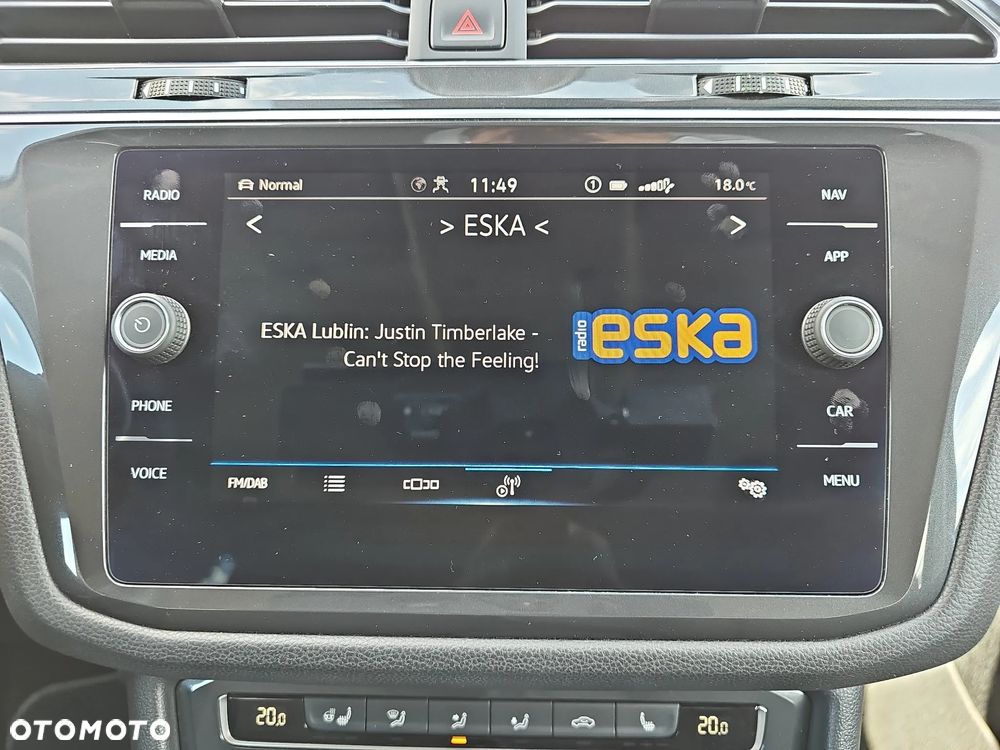 Normal
11:49
1
18.0°C
RADIO
NAV
> ESKA <
MEDIA
APP
ESKA Lublin: Justin Timberlake -
Can't Stop the Feeling!
radio eska
PHONE
CAR
VOICE
FM/DAB
MENU
20.0
20.0
OTOMOTO